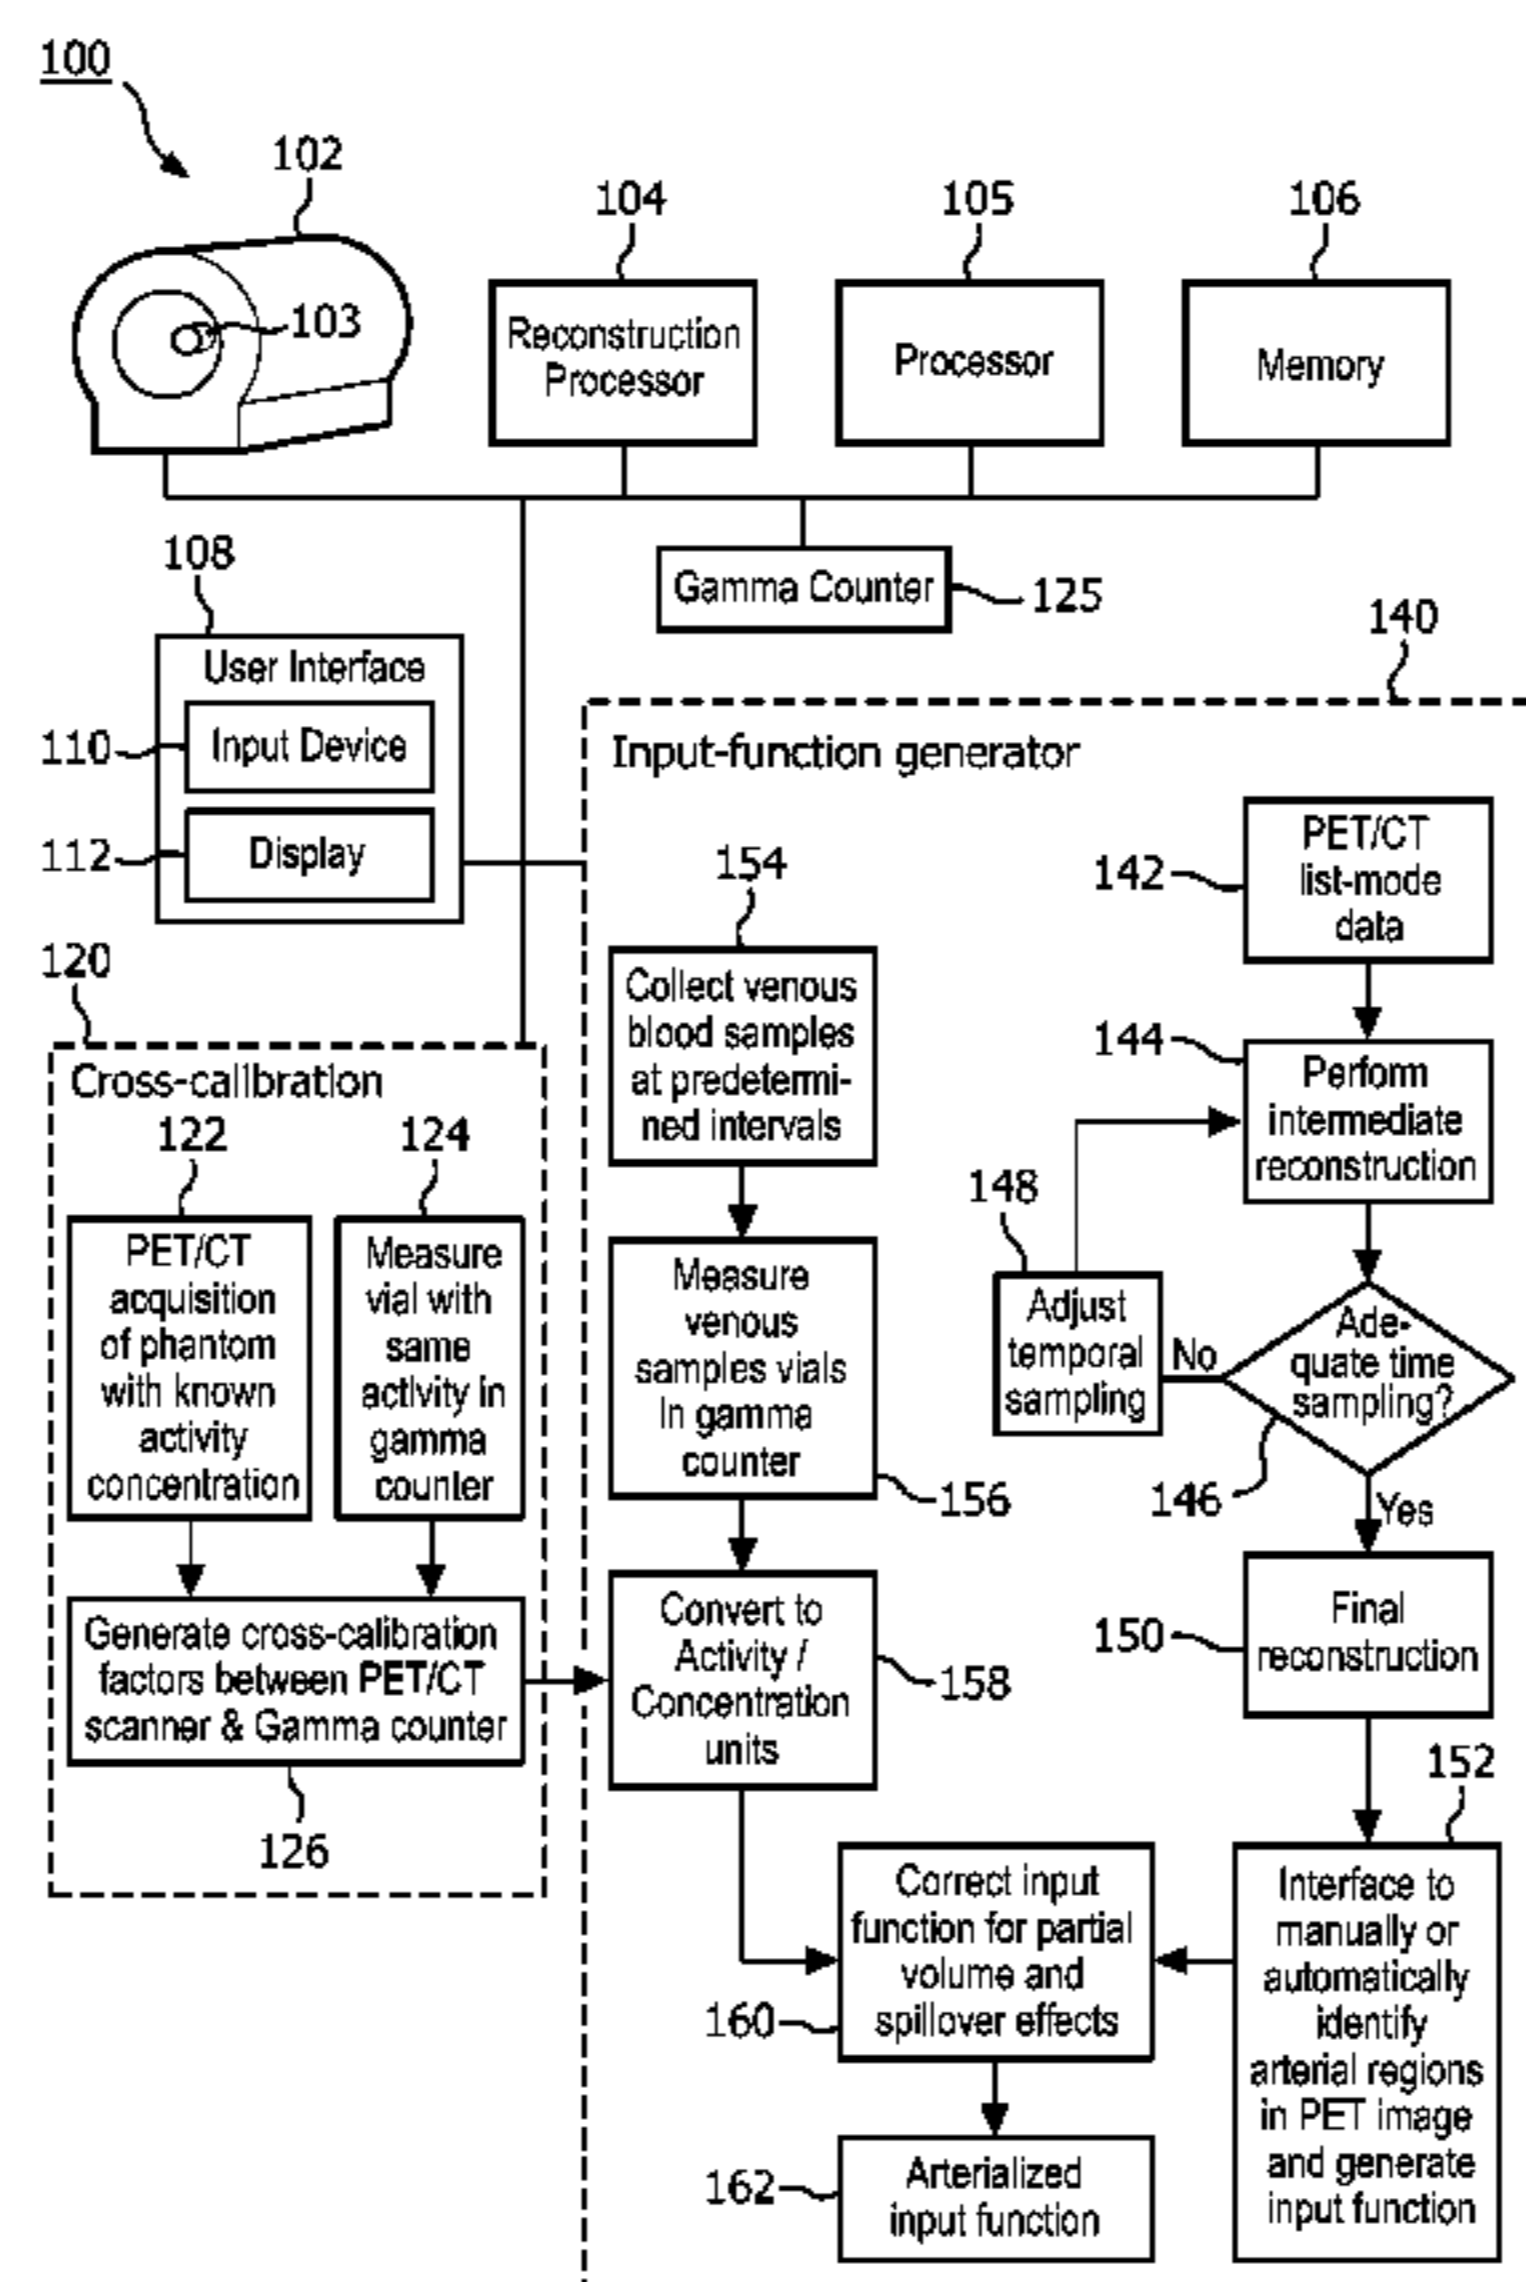 100
102
104
105
106
103
Reconstruction
Processor
Processor
Memory
108
Gamma Counter
125
140
User Interface
110
Input Device
112
Display
Input-function generator
PET/CT
list-mode
data
142
154
120
Cross-calibration
122
124
PET/CT
acquisition
of phantom
with known
activity
concentration
Measure
vial with
same
activity in
gamma
counter
Generate cross-calibration
factors between PET/CT
scanner & Gamma counter
126
Collect venous
blood samples
at predetermi-
ned intervals
Measure
venous
samples vials
In gamma
counter
156
Convert to
Activity /
Concentration
units
158
144
Perform
intermediate
reconstruction
148
Adjust
temporal
sampling
No
Ade-
quate time
sampling?
146
Yes
150
Final
reconstruction
152
Correct input
function for partial
volume and
spillover effects
160
Interface to
manually or
automatically
identify
arterial regions
in PET image
and generate
input function
162
Arterialized
input function